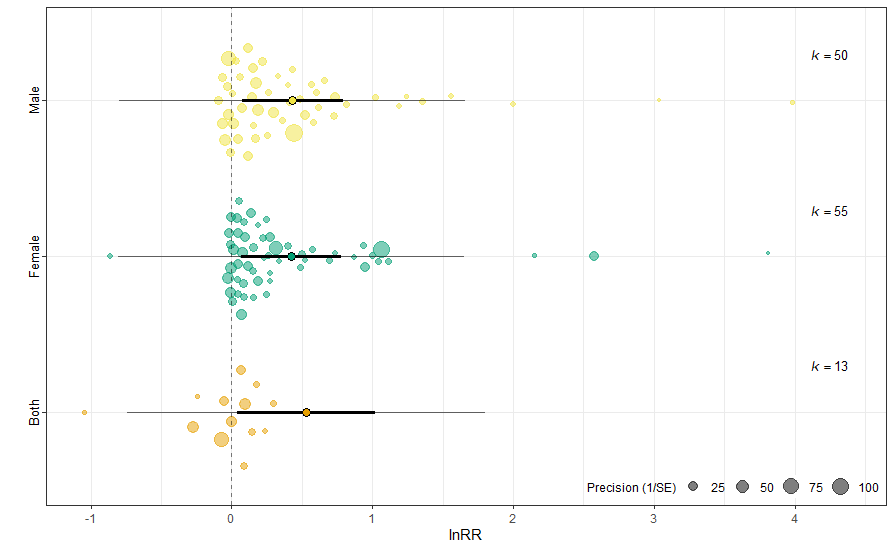 Male
k = 50
Female
k = 55
Both
k = 13
Precision (1/SE) 25 50 75 100
-1 0 1 2 3 4
lnRR